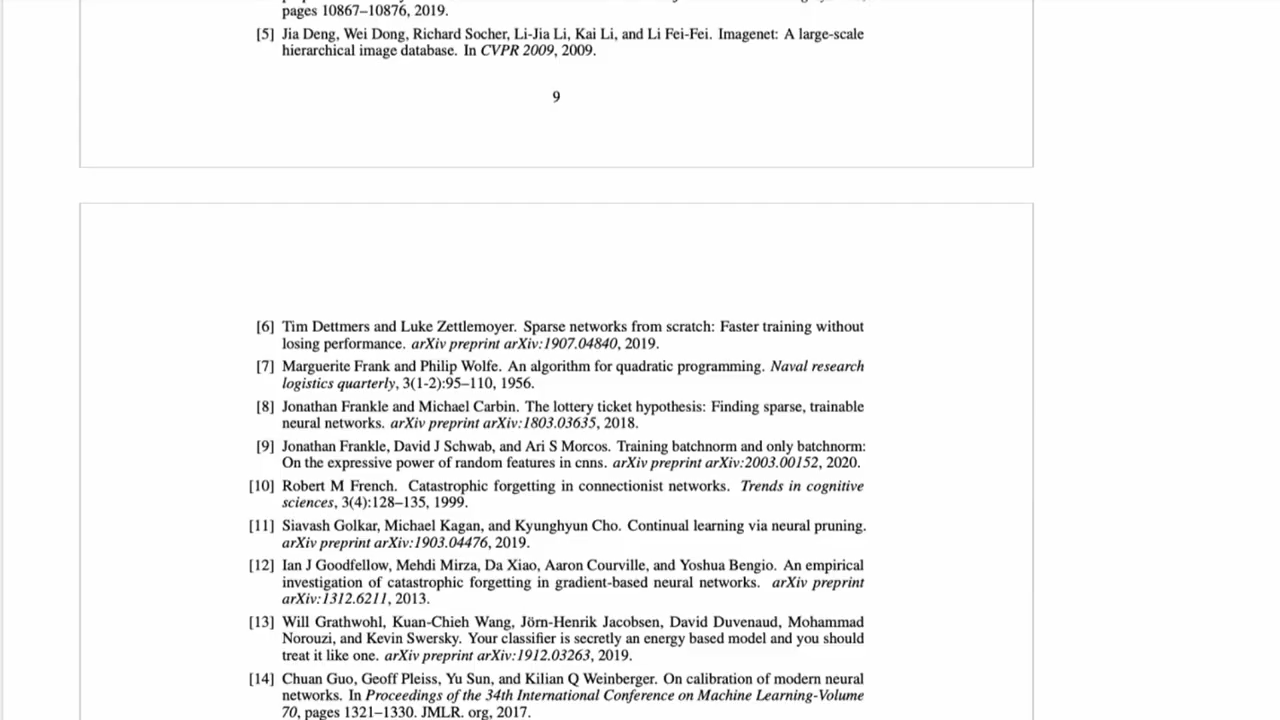 pages 10867–10876, 2019.
[5] Jia Deng, Wei Dong, Richard Socher, Li-Jia Li, Kai Li, and Li Fei-Fei. Imagenet: A large-scale
hierarchical image database. In CVPR 2009, 2009.
9
[6] Tim Dettmers and Luke Zettlemoyer. Sparse networks from scratch: Faster training without
losing performance. arXiv preprint arXiv:1907.04840, 2019.
[7] Marguerite Frank and Philip Wolfe. An algorithm for quadratic programming. Naval research
logistics quarterly, 3(1-2):95–110, 1956.
[8] Jonathan Frankle and Michael Carbin. The lottery ticket hypothesis: Finding sparse, trainable
neural networks. arXiv preprint arXiv:1803.03635, 2018.
[9] Jonathan Frankle, David J Schwab, and Ari S Morcos. Training batchnorm and only batchnorm:
On the expressive power of random features in cnns. arXiv preprint arXiv:2003.00152, 2020.
[10] Robert M French. Catastrophic forgetting in connectionist networks. Trends in cognitive
sciences, 3(4):128–135, 1999.
[11] Siavash Golkar, Michael Kagan, and Kyunghyun Cho. Continual learning via neural pruning.
arXiv preprint arXiv:1903.04476, 2019.
[12] Ian J Goodfellow, Mehdi Mirza, Da Xiao, Aaron Courville, and Yoshua Bengio. An empirical
investigation of catastrophic forgetting in gradient-based neural networks. arXiv preprint
arXiv:1312.6211, 2013.
[13] Will Grathwohl, Kuan-Chieh Wang, Jörn-Henrik Jacobsen, David Duvenaud, Mohammad
Norouzi, and Kevin Swersky. Your classifier is secretly an energy based model and you should
treat it like one. arXiv preprint arXiv:1912.03263, 2019.
[14] Chuan Guo, Geoff Pleiss, Yu Sun, and Kilian Q Weinberger. On calibration of modern neural
networks. In Proceedings of the 34th International Conference on Machine Learning-Volume
70, pages 1321–1330. JMLR. org, 2017.